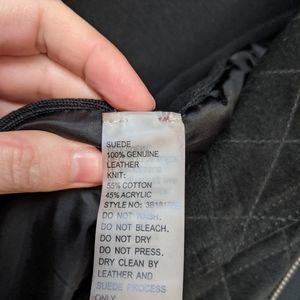 SUEDE
100% GENUINE
LEATHER
KNIT:
55% COTTON
45% ACRYLIC
STYLE NO:
DO NOT WASH.
DO NOT BLEACH.
DO NOT DRY
DO NOT PRESS.
DRY CLEAN BY
LEATHER AND
SUEDE PROCESS
ONLY